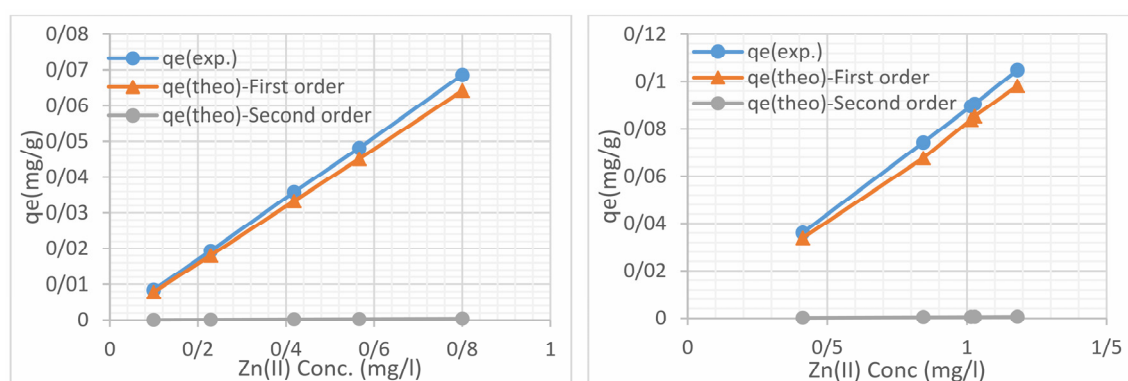 0/08
0/07
0/06
0/05
0/04
0/03
0/02
0/01
0
qe(mg/g)
qe(exp.)
qe(theo)-First order
qe(theo)-Second order
0 0/2 0/4 0/6 0/8 1
Zn(II) Conc. (mg/l)
0/12
0/1
0/08
0/06
0/04
0/02
0
qe(mg/g)
qe(exp.)
qe(theo)-First order
qe(theo)-Second order
0 0/5 1 1/5
Zn(II) Conc (mg/l)